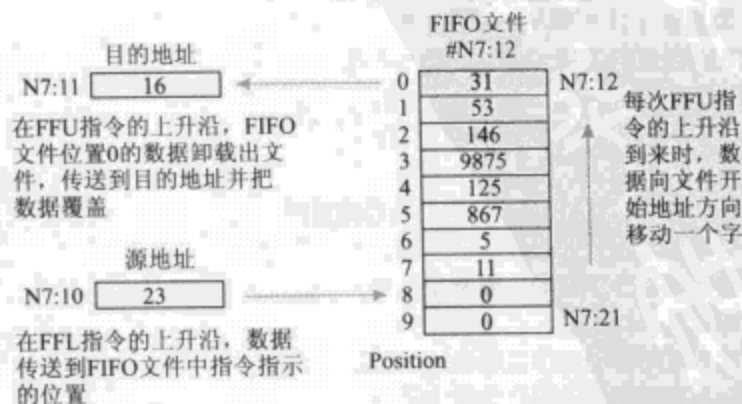 目的地址
N7:11 16
在FFU指令的上升沿，FIFO
文件位置0的数据卸载出文
件，传送到目的地址并把
数据覆盖
源地址
N7:10 23
在FFL指令的上升沿，数据
传送到FIFO文件中指令指示
的位置
FIFO文件
#N7:12
0 31 N7:12
1 53
2 146
3 9875
4 125
5 867
6 5
7 11
8 0
9 0 N7:21
Position
每次FFU指
令的上升沿
到来时，数
据向文件开
始地址方向
移动一个字